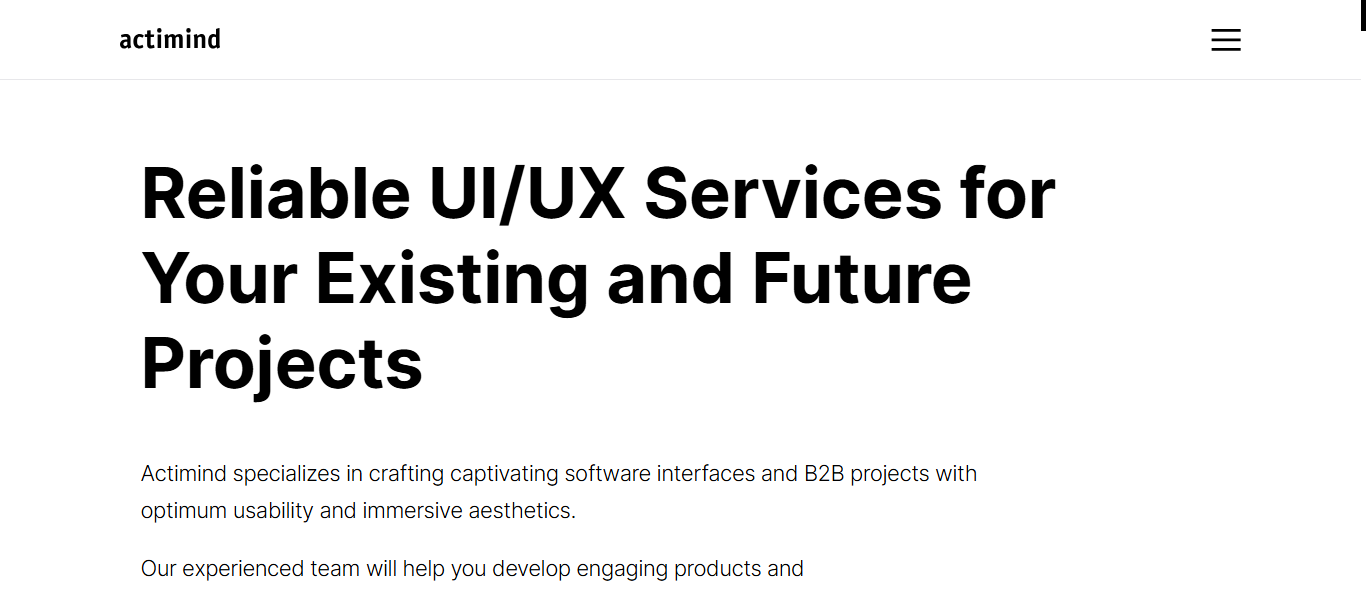 actimind
Reliable UI/UX Services for
Your Existing and Future
Projects
Actimind specializes in crafting captivating software interfaces and B2B projects with
optimum usability and immersive aesthetics.
Our experienced team will help you develop engaging products and